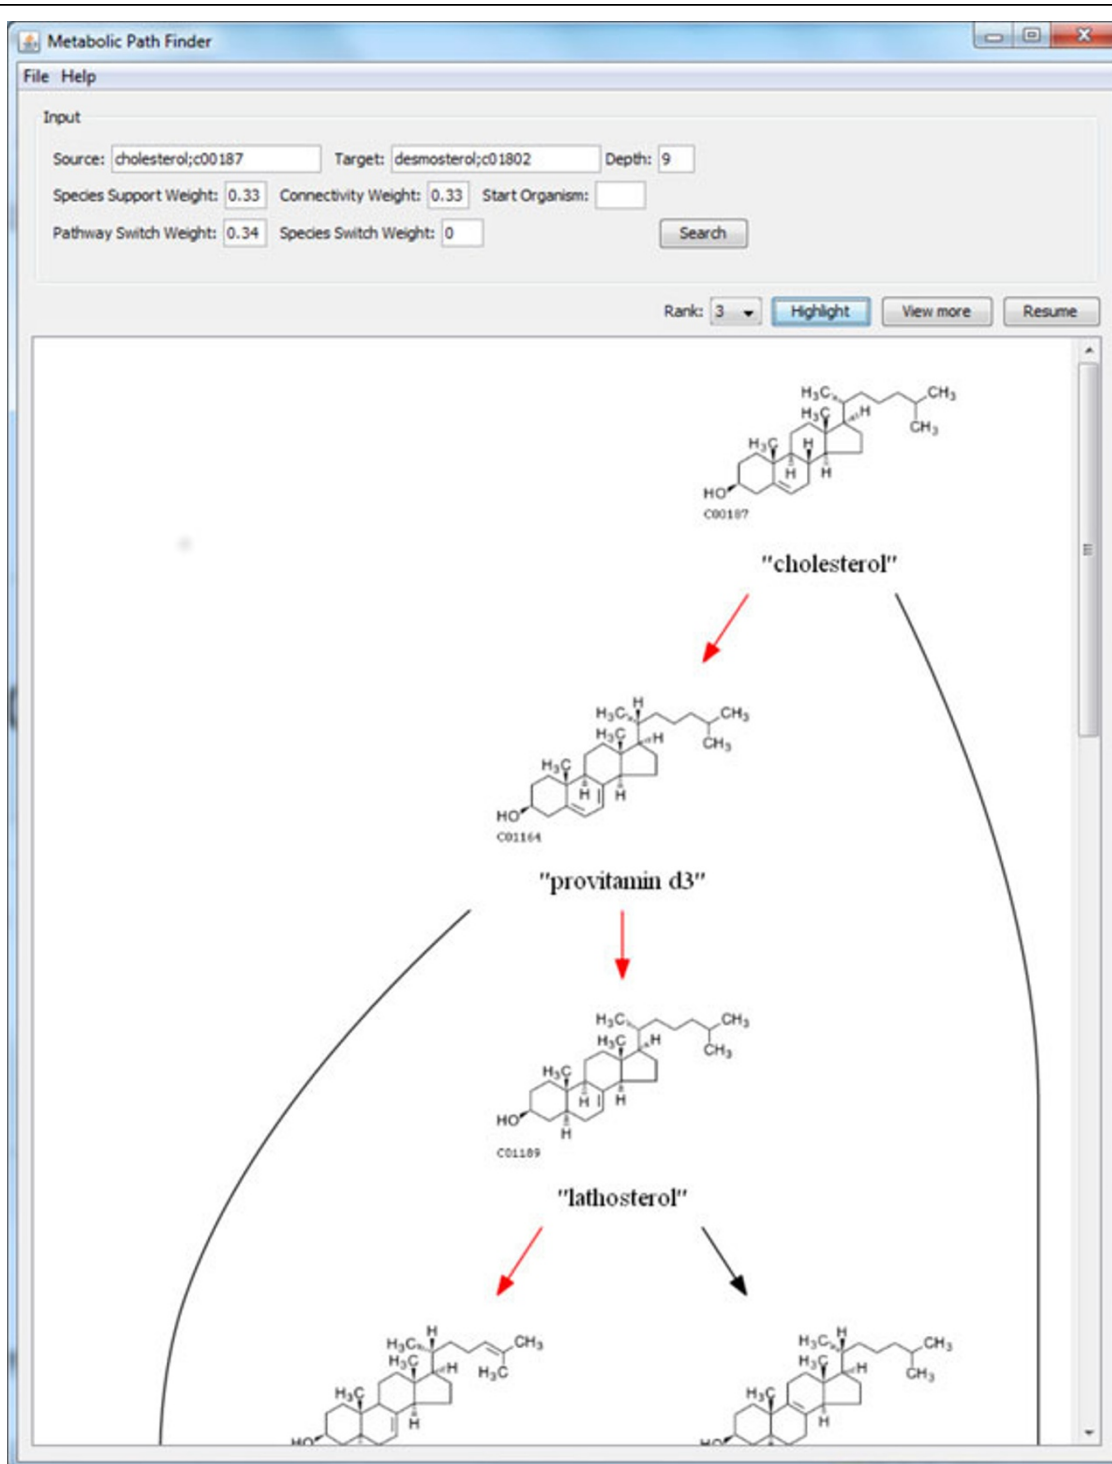 Metabolic Path Finder
File Help
Input
Source: cholesterol;c00187 Target: desmosterol;c01802 Depth: 9
Species Support Weight: 0.33 Connectivity Weight: 0.33 Start Organism:
Pathway Switch Weight: 0.34 Species Switch Weight: 0 Search
Rank: 3 Highlight View more Resume
H₃C CH₃
H₃C H CH₃
H₃C H
H H
HO
C00187
"cholesterol"
H
H₃C CH₃
H₃C H CH₃
H₃C
H H
HO
C01164
"provitamin d3"
H₃C CH₃
H₃C H CH₃
H₃C
H H
HO
H
C01189
"lathosterol"
H H
H₃C CH₃ H₃C CH₃
H₃C H H₃C H₃C H CH₃
H₃C H₃C
H H
HO HO